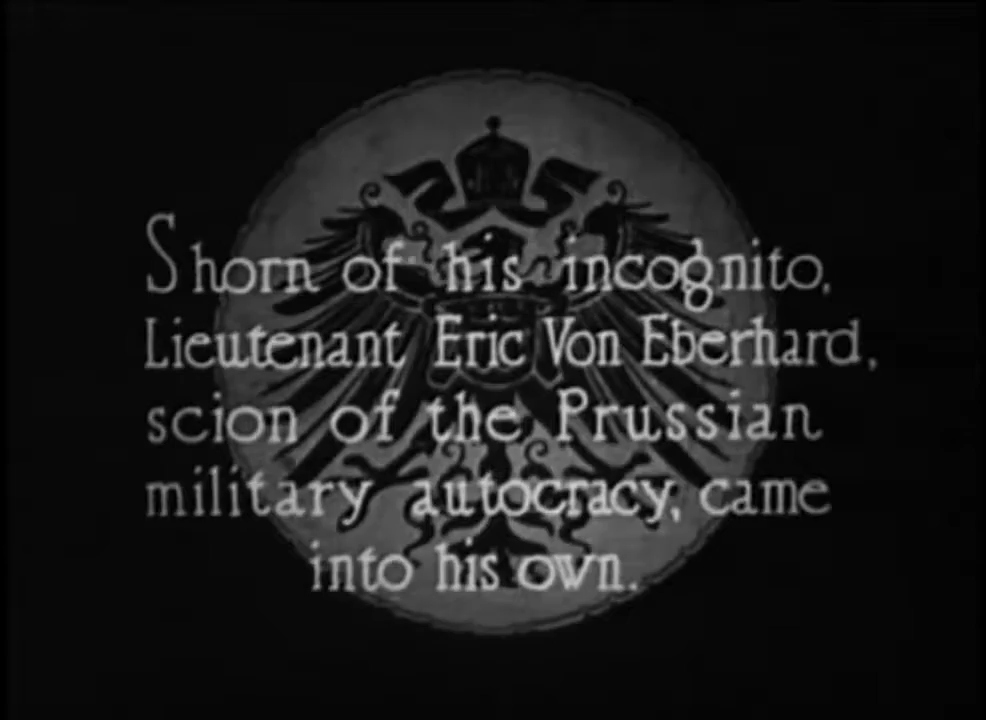 Shorn of his incognito,
Lieutenant Eric Von Eberhard,
scion of the Prussian
military autocracy, came
into his own.